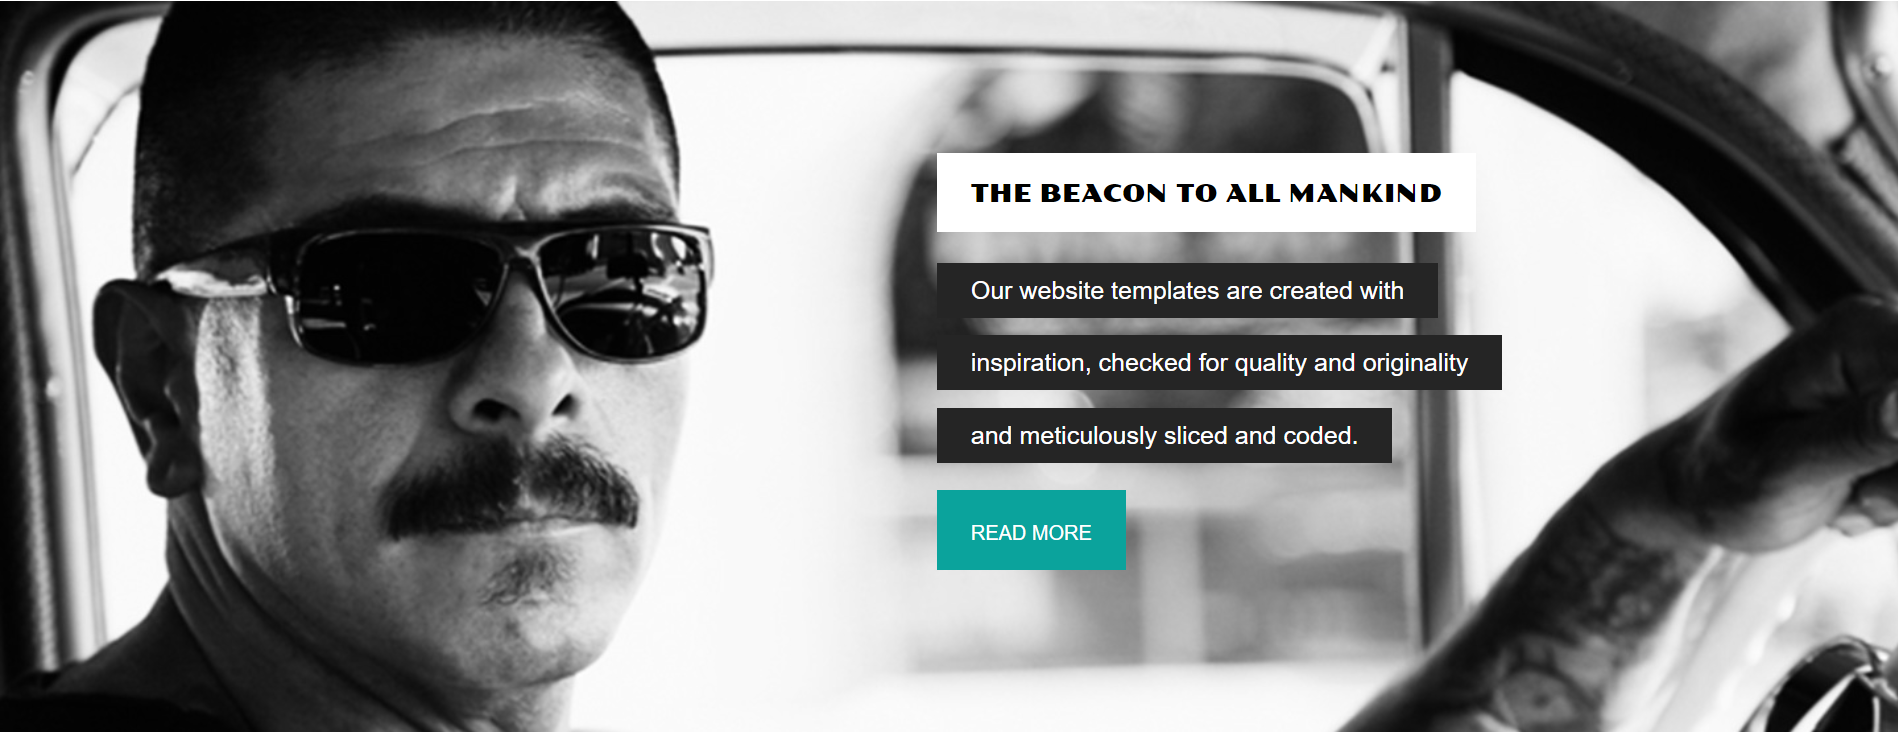 THE BEACON TO ALL MANKIND
Our website templates are created with
inspiration, checked for quality and originality
and meticulously sliced and coded.
READ MORE